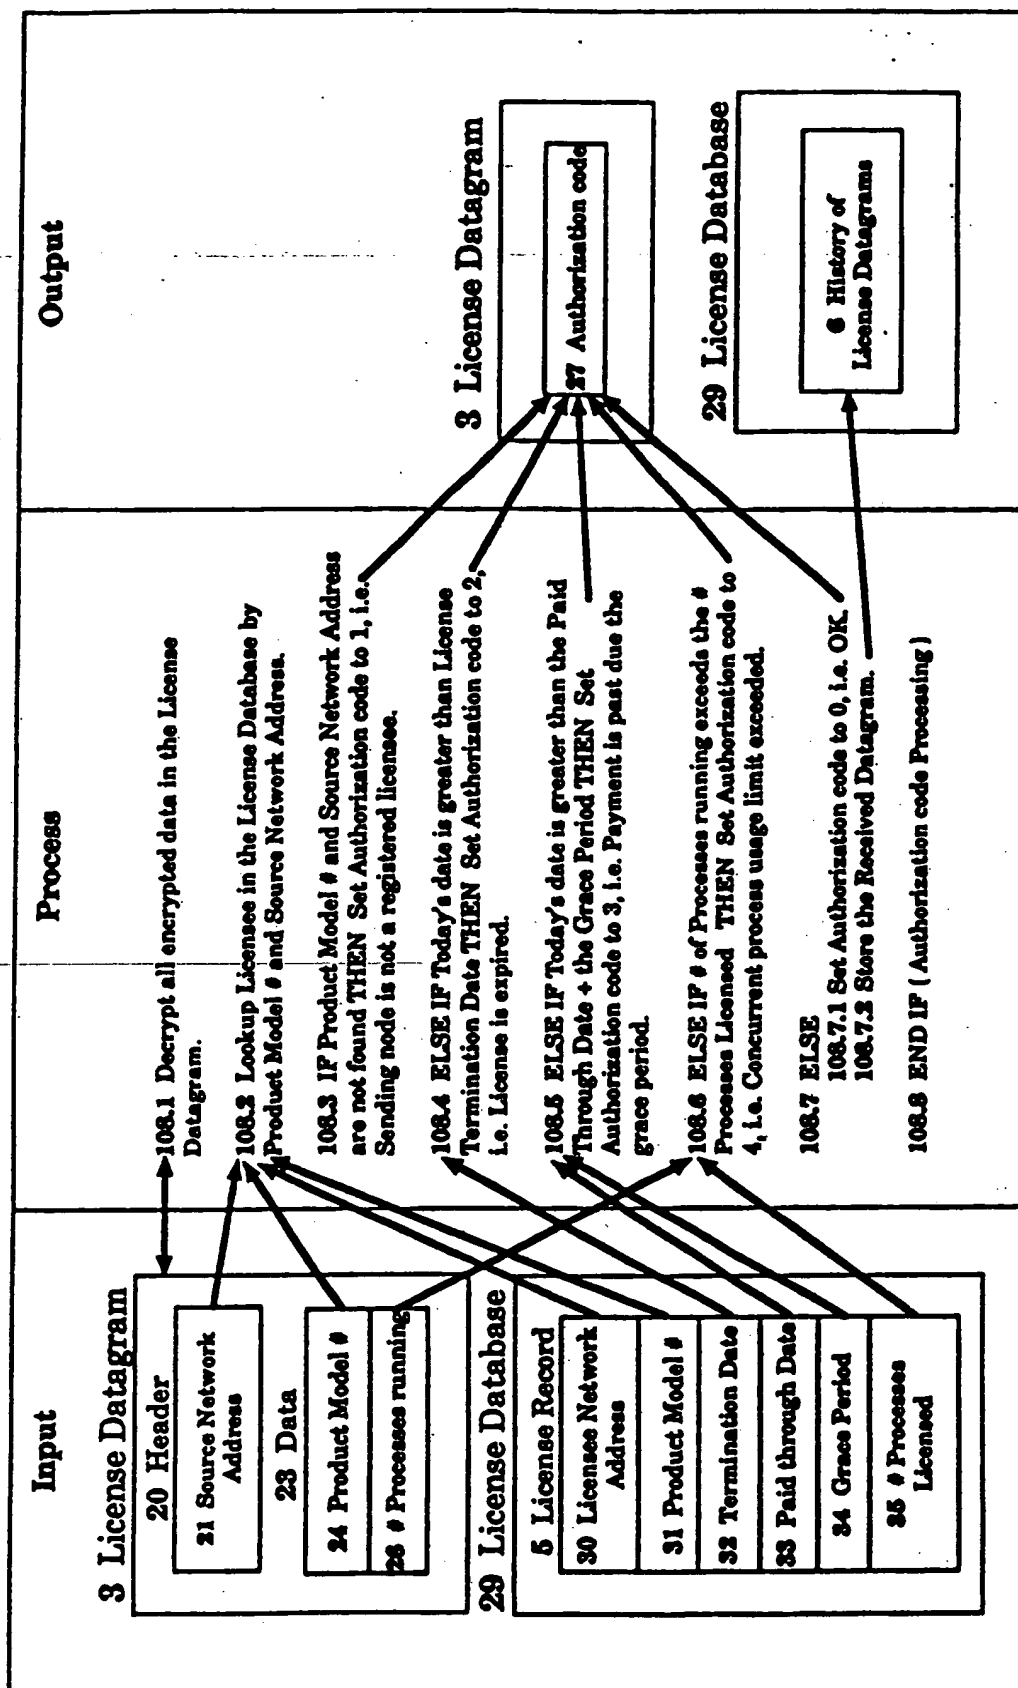 Input
3 License Datagram
20 Header
21 Source Network
Address
23 Data
24 Product Model #
26 # Processes running
29 License Database
5 License Record
30 Licensee Network
Address
31 Product Model #
32 Termination Date
33 Paid through Date
34 Grace Period
35 # Processes
Licensed
Process
108.1 Decrypt all encrypted data in the License
Datagram.
108.2 Lookup Licensee in the License Database by
Product Model # and Source Network Address.
108.3 IF Product Model # and Source Network Address
are not found THEN Set Authorization code to 1, i.e.
Sending node is not a registered licensee.
108.4 ELSE IF Today's date is greater than License
Termination Date THEN Set Authorization code to 2,
i.e. License is expired.
108.5 ELSE IF Today's date is greater than the Paid
Through Date + the Grace Period THEN Set
Authorization code to 3, i.e. Payment is past due the
grace period.
108.6 ELSE IF # of Processes running exceeds the #
Processes Licensed THEN Set Authorization code to
4, i.e. Concurrent process usage limit exceeded.
108.7 ELSE
108.7.1 Set Authorization code to 0, i.e. OK.
108.7.2 Store the Received Datagram.
108.8 END IF ( Authorization code Processing )
Output
3 License Datagram
27 Authorization code
29 License Database
6 History of
License Datagrams